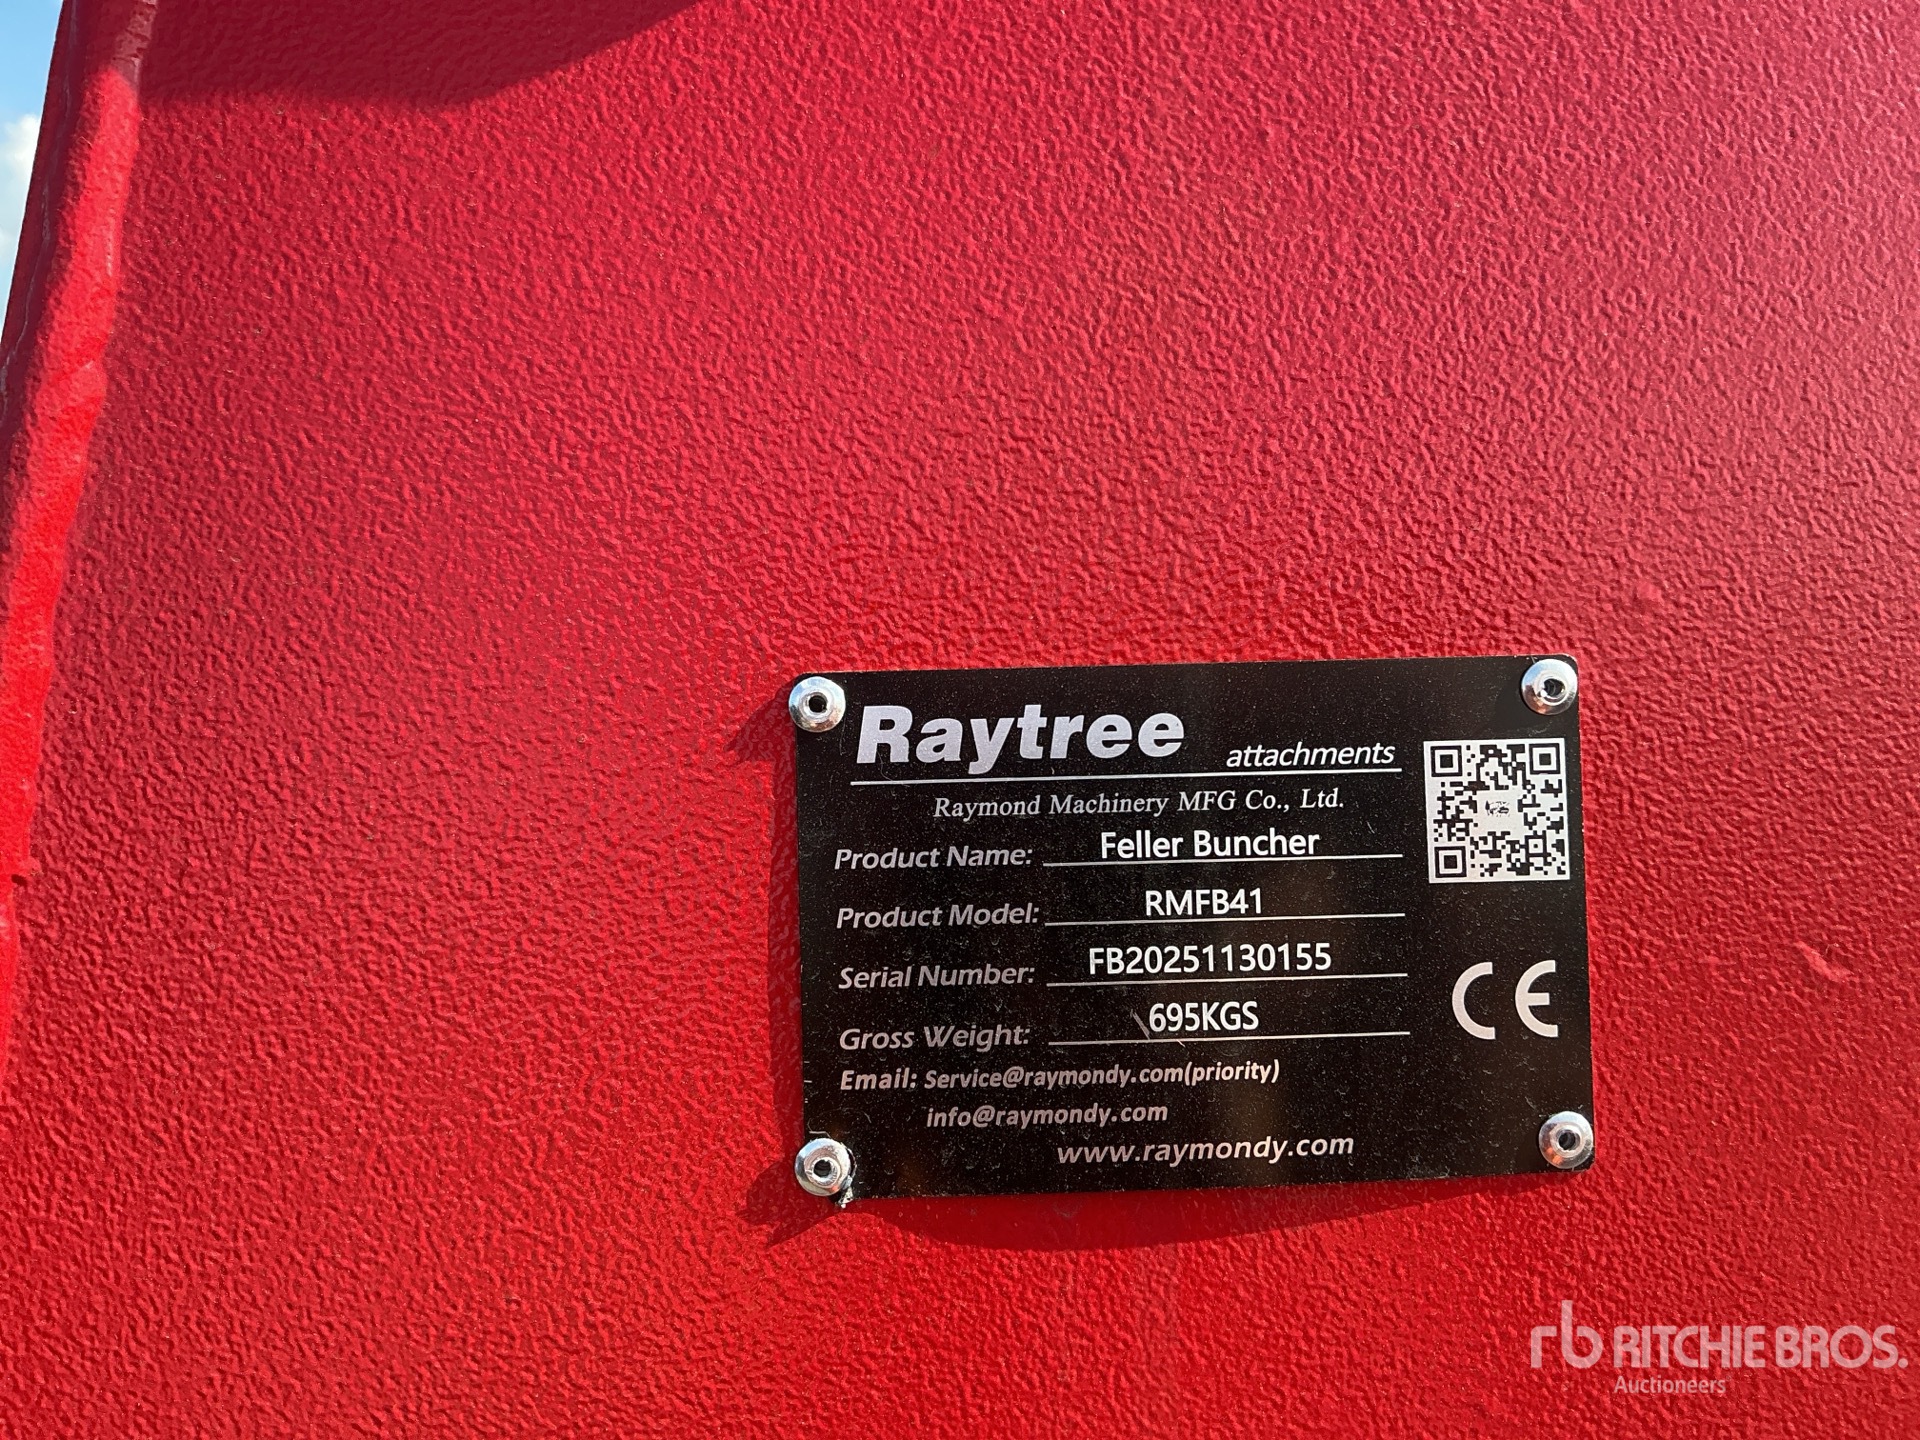 Raytree attachments
Raymond Machinery MFG Co., Ltd.
Product Name: Feller Buncher
Product Model: RMFB41
Serial Number: FB20251130155
Gross Weight: 695KGS
CE
Email: Service@raymondy.com(priority)
info@raymondy.com
www.raymondy.com
rb RITCHIE BROS.
Auctioneers